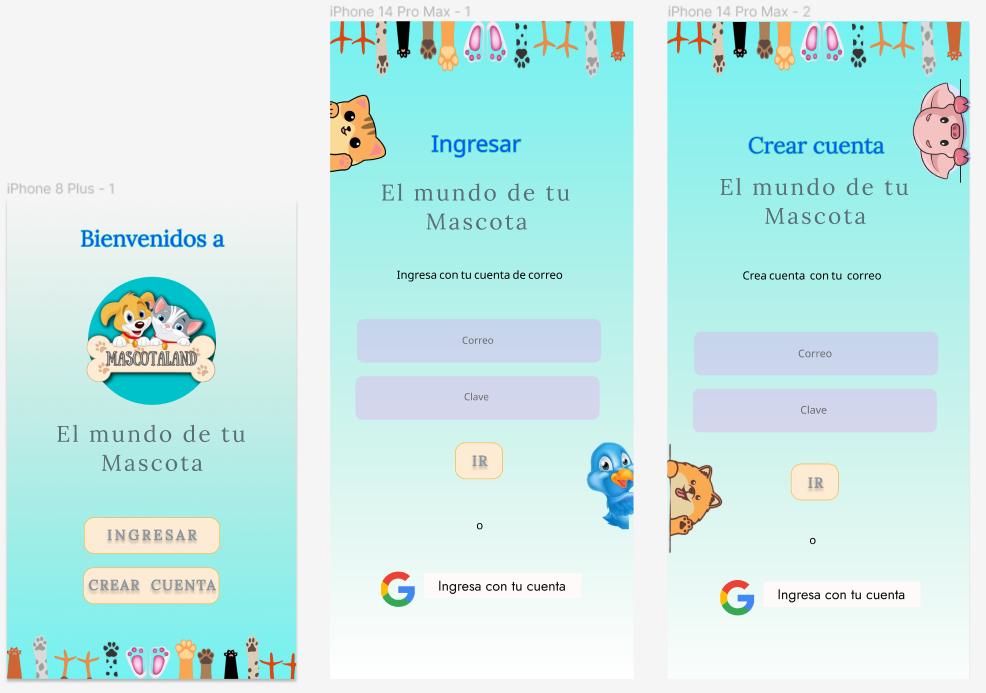 iPhone 8 Plus - 1
Bienvenidos a
MASCOTALAND
El mundo de tu
Mascota
INGRESAR
CREAR CUENTA
iPhone 14 Pro Max - 1
Ingresar
El mundo de tu
Mascota
Ingresa con tu cuenta de correo
Correo
Clave
IR
o
Ingresa con tu cuenta
iPhone 14 Pro Max - 2
Crear cuenta
El mundo de tu
Mascota
Crea cuenta con tu correo
Correo
Clave
IR
o
Ingresa con tu cuenta